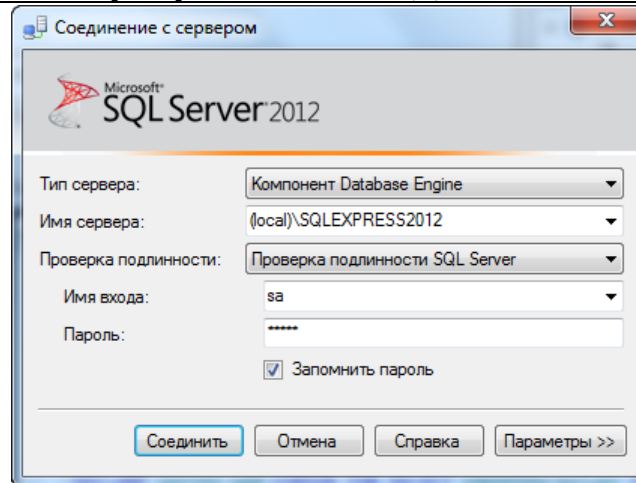 Соединение с сервером
Microsoft®
SQL Server® 2012
Тип сервера: Компонент Database Engine
Имя сервера: (local)\SQLEXPRESS2012
Проверка подлинности: Проверка подлинности SQL Server
Имя входа: sa
Пароль: *****
Запомнить пароль
Соединить Отмена Справка Параметры >>